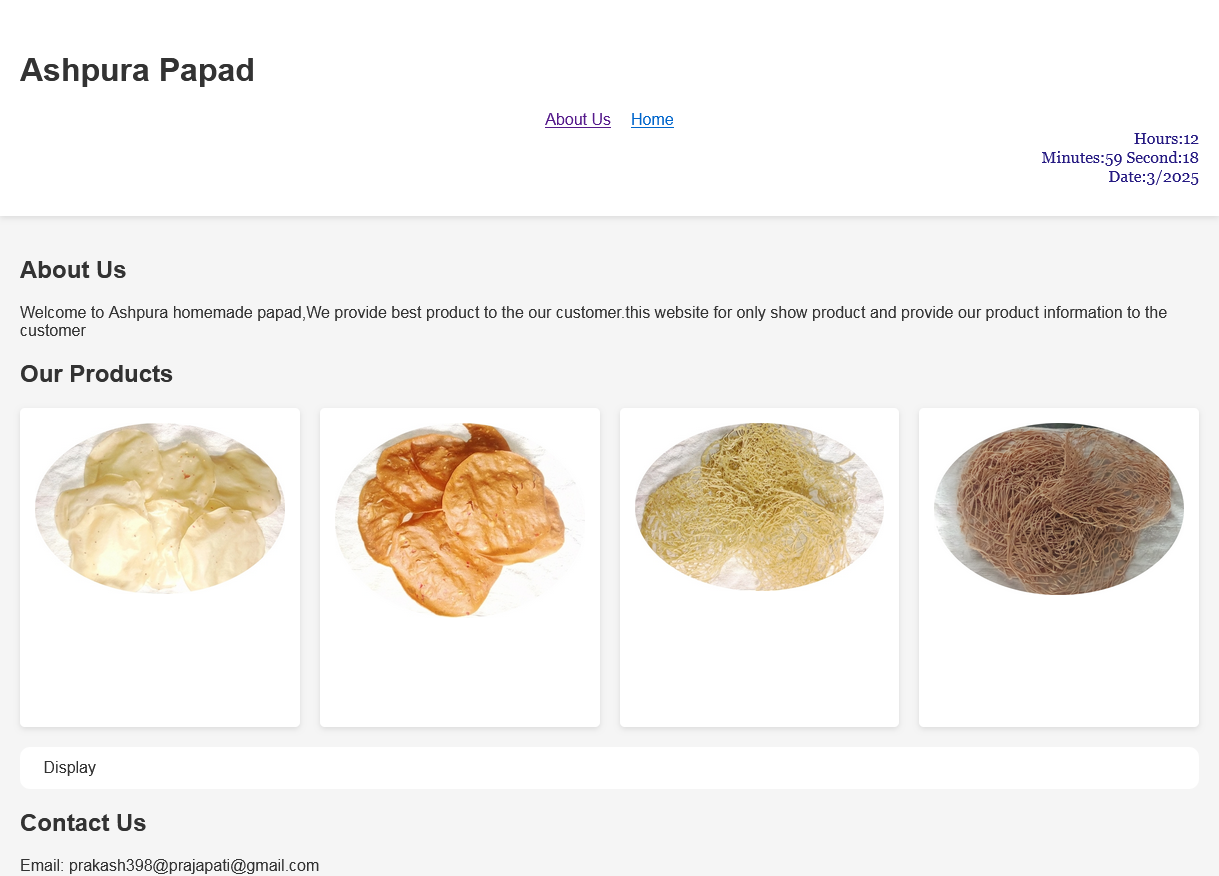 Ashpura Papad
About Us Home
Hours:12
Minutes:59 Second:18
Date:3/2025
About Us
Welcome to Ashpura homemade papad,We provide best product to the our customer.this website for only show product and provide our product information to the
customer
Our Products
Display
Contact Us
Email: prakash398@prajapati@gmail.com